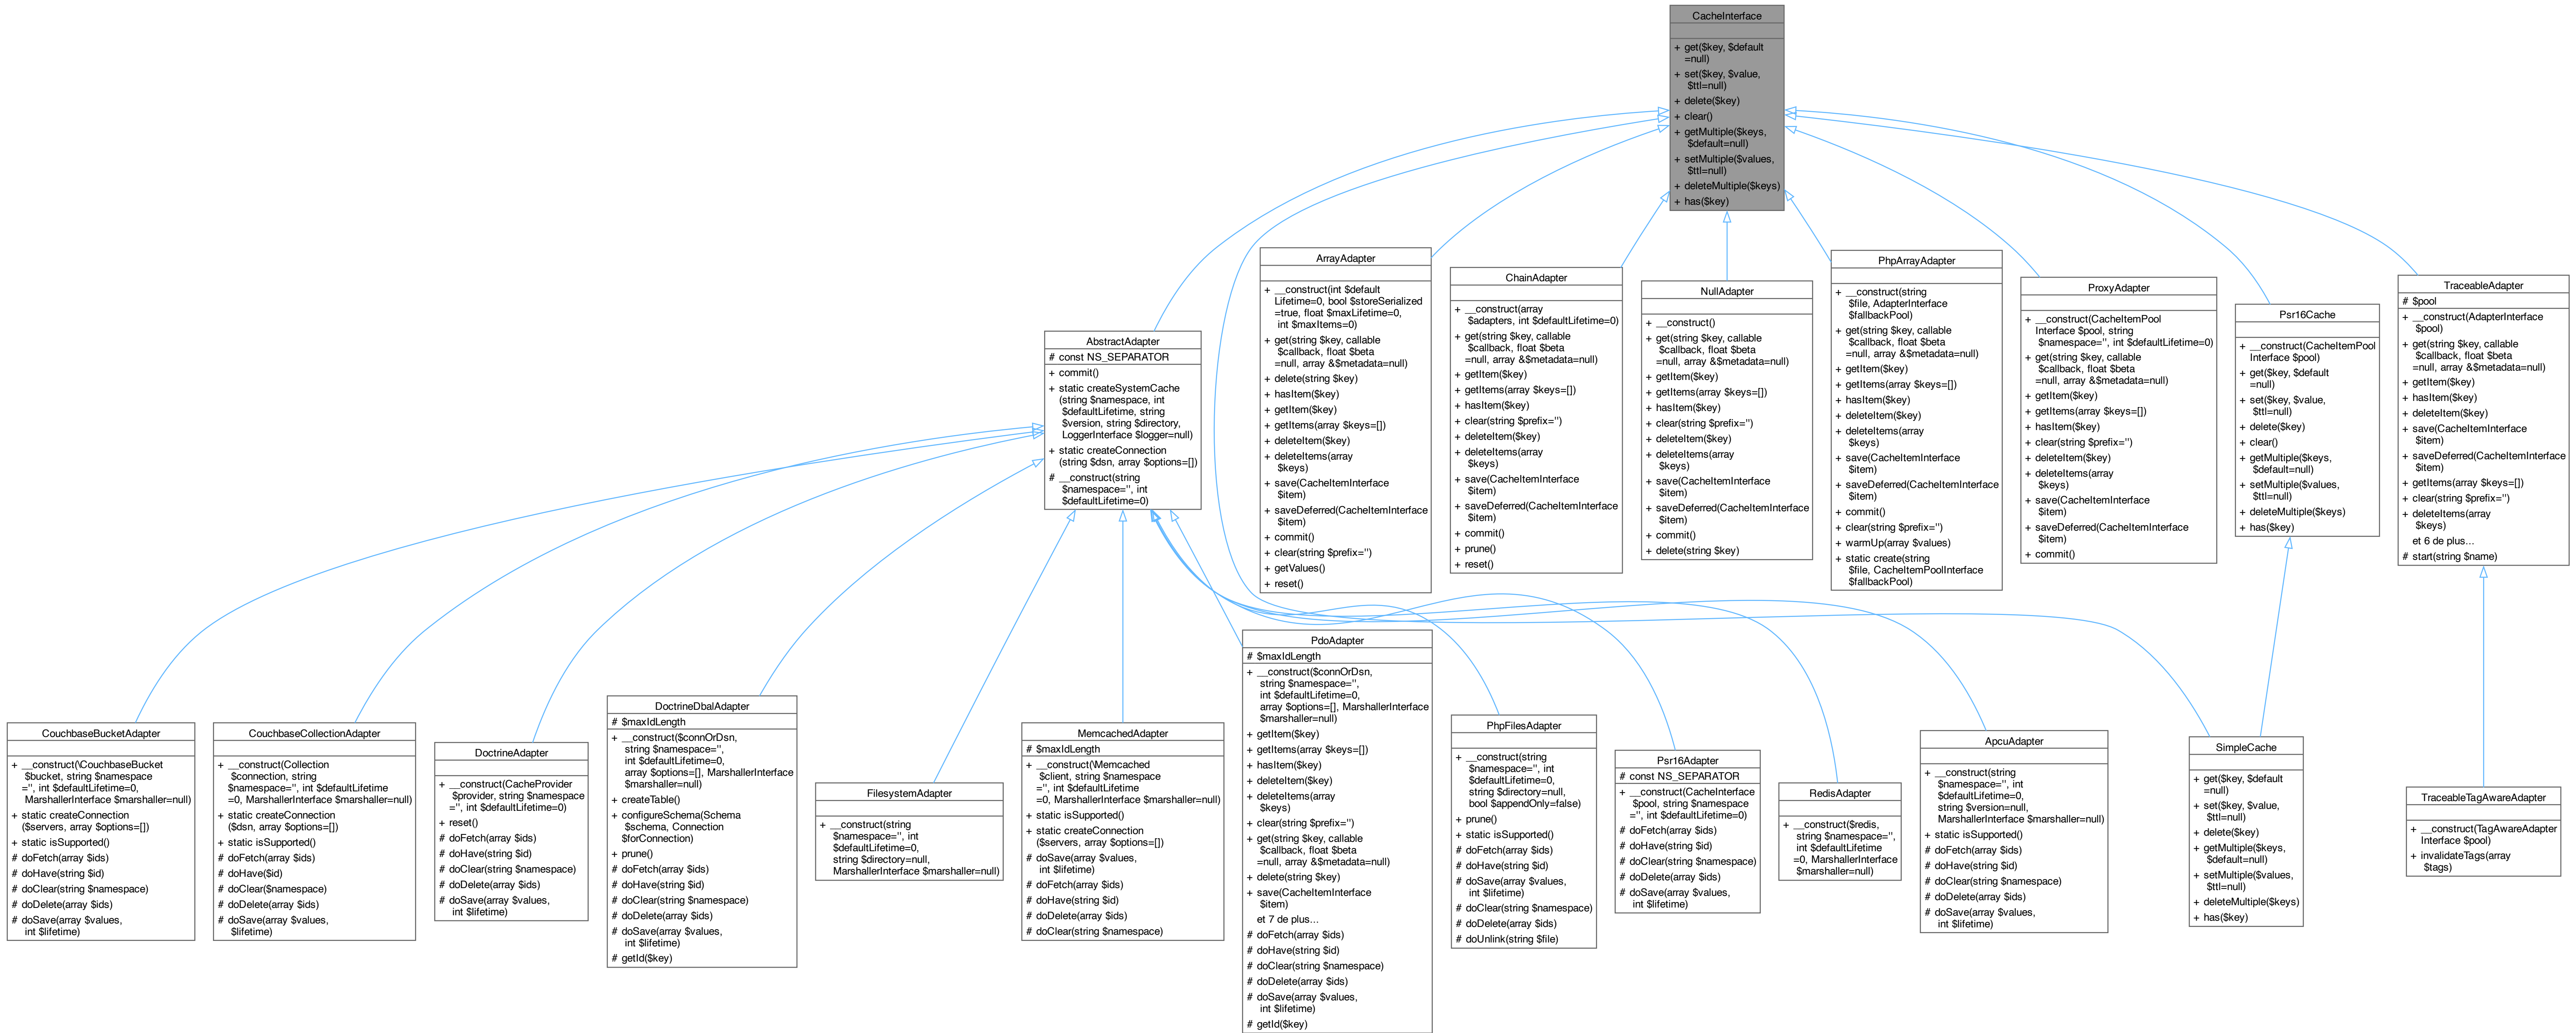 CacheInterface
+ get($key, $default
=null)
+ set($key, $value,
$ttl=null)
+ delete($key)
+ clear()
+ getMultiple($keys,
$default=null)
+ setMultiple($values,
$ttl=null)
+ deleteMultiple($keys)
+ has($key)
AbstractAdapter
# const NS_SEPARATOR
+ commit()
+ static createSystemCache
(string $namespace, int
$defaultLifetime, string
$version, string $directory,
LoggerInterface $logger=null)
+ static createConnection
(string $dsn, array $options=[])
# __construct(string
$namespace='', int
$defaultLifetime=0)
ArrayAdapter
+ __construct(int $default
Lifetime=0, bool $storeSerialized
=true, float $maxLifetime=0,
int $maxItems=0)
+ get(string $key, callable
$callback, float $beta
=null, array &$metadata=null)
+ delete(string $key)
+ hasItem($key)
+ getItem($key)
+ getItems(array $keys=[])
+ deleteItem($key)
+ deleteItems(array
$keys)
+ save(CacheItemInterface
$item)
+ saveDeferred(CacheItemInterface
$item)
+ commit()
+ clear(string $prefix='')
+ getValues()
+ reset()
ChainAdapter
+ __construct(array
$adapters, int $defaultLifetime=0)
+ get(string $key, callable
$callback, float $beta
=null, array &$metadata=null)
+ getItem($key)
+ getItems(array $keys=[])
+ hasItem($key)
+ clear(string $prefix='')
+ deleteItem($key)
+ deleteItems(array
$keys)
+ save(CacheItemInterface
$item)
+ saveDeferred(CacheItemInterface
$item)
+ commit()
+ prune()
+ reset()
NullAdapter
+ __construct()
+ get(string $key, callable
$callback, float $beta
=null, array &$metadata=null)
+ getItem($key)
+ getItems(array $keys=[])
+ hasItem($key)
+ clear(string $prefix='')
+ deleteItem($key)
+ deleteItems(array
$keys)
+ save(CacheItemInterface
$item)
+ saveDeferred(CacheItemInterface
$item)
+ commit()
+ delete(string $key)
PhpArrayAdapter
+ __construct(string
$file, AdapterInterface
$fallbackPool)
+ get(string $key, callable
$callback, float $beta
=null, array &$metadata=null)
+ getItem($key)
+ getItems(array $keys=[])
+ hasItem($key)
+ deleteItem($key)
+ deleteItems(array
$keys)
+ save(CacheItemInterface
$item)
+ saveDeferred(CacheItemInterface
$item)
+ commit()
+ clear(string $prefix='')
+ warmUp(array $values)
+ static create(string
$file, CacheItemPoolInterface
$fallbackPool)
ProxyAdapter
+ __construct(CacheItemPool
Interface $pool, string
$namespace='', int $defaultLifetime=0)
+ get(string $key, callable
$callback, float $beta
=null, array &$metadata=null)
+ getItem($key)
+ getItems(array $keys=[])
+ hasItem($key)
+ clear(string $prefix='')
+ deleteItem($key)
+ deleteItems(array
$keys)
+ save(CacheItemInterface
$item)
+ saveDeferred(CacheItemInterface
$item)
+ commit()
Psr16Cache
+ __construct(CacheItemPool
Interface $pool)
+ get($key, $default
=null)
+ set($key, $value,
$ttl=null)
+ delete($key)
+ clear()
+ getMultiple($keys,
$default=null)
+ setMultiple($values,
$ttl=null)
+ deleteMultiple($keys)
+ has($key)
TraceableAdapter
# $pool
+ __construct(AdapterInterface
$pool)
+ get(string $key, callable
$callback, float $beta
=null, array &$metadata=null)
+ getItem($key)
+ hasItem($key)
+ deleteItem($key)
+ save(CacheItemInterface
$item)
+ saveDeferred(CacheItemInterface
$item)
+ getItems(array $keys=[])
+ clear(string $prefix='')
+ deleteItems(array
$keys)
et 6 de plus...
# start(string $name)
CouchbaseBucketAdapter
+ __construct(\CouchbaseBucket
$bucket, string $namespace
='', int $defaultLifetime=0,
MarshallerInterface $marshaller=null)
+ static createConnection
($servers, array $options=[])
+ static isSupported()
# doFetch(array $ids)
# doHave(string $id)
# doClear(string $namespace)
# doDelete(array $ids)
# doSave(array $values,
int $lifetime)
CouchbaseCollectionAdapter
+ __construct(Collection
$connection, string
$namespace='', int $defaultLifetime
=0, MarshallerInterface $marshaller=null)
+ static createConnection
($dsn, array $options=[])
+ static isSupported()
# doFetch(array $ids)
# doHave($id)
# doClear($namespace)
# doDelete(array $ids)
# doSave(array $values,
$lifetime)
DoctrineAdapter
+ __construct(CacheProvider
$provider, string $namespace
='', int $defaultLifetime=0)
+ reset()
# doFetch(array $ids)
# doHave(string $id)
# doClear(string $namespace)
# doDelete(array $ids)
# doSave(array $values,
int $lifetime)
DoctrineDbalAdapter
# $maxIdLength
+ __construct($connOrDsn,
string $namespace='',
int $defaultLifetime=0,
array $options=[], MarshallerInterface
$marshaller=null)
+ createTable()
+ configureSchema(Schema
$schema, Connection
$forConnection)
+ prune()
# doFetch(array $ids)
# doHave(string $id)
# doClear(string $namespace)
# doDelete(array $ids)
# doSave(array $values,
int $lifetime)
# getId($key)
FilesystemAdapter
+ __construct(string
$namespace='', int
$defaultLifetime=0,
string $directory=null,
MarshallerInterface $marshaller=null)
MemcachedAdapter
# $maxIdLength
+ __construct(\Memcached
$client, string $namespace
='', int $defaultLifetime
=0, MarshallerInterface $marshaller=null)
+ static isSupported()
+ static createConnection
($servers, array $options=[])
# doSave(array $values,
int $lifetime)
# doFetch(array $ids)
# doHave(string $id)
# doDelete(array $ids)
# doClear(string $namespace)
PdoAdapter
# $maxIdLength
+ __construct($connOrDsn,
string $namespace='',
int $defaultLifetime=0,
array $options=[], MarshallerInterface
$marshaller=null)
+ getItem($key)
+ getItems(array $keys=[])
+ hasItem($key)
+ deleteItem($key)
+ deleteItems(array
$keys)
+ clear(string $prefix='')
+ get(string $key, callable
$callback, float $beta
=null, array &$metadata=null)
+ delete(string $key)
+ save(CacheItemInterface
$item)
et 7 de plus...
# doFetch(array $ids)
# doHave(string $id)
# doClear(string $namespace)
# doDelete(array $ids)
# doSave(array $values,
int $lifetime)
# getId($key)
PhpFilesAdapter
+ __construct(string
$namespace='', int
$defaultLifetime=0,
string $directory=null,
bool $appendOnly=false)
+ prune()
+ static isSupported()
# doFetch(array $ids)
# doHave(string $id)
# doSave(array $values,
int $lifetime)
# doClear(string $namespace)
# doDelete(array $ids)
# doUnlink(string $file)
Psr16Adapter
# const NS_SEPARATOR
+ __construct(CacheInterface
$pool, string $namespace
='', int $defaultLifetime=0)
# doFetch(array $ids)
# doHave(string $id)
# doClear(string $namespace)
# doDelete(array $ids)
# doSave(array $values,
int $lifetime)
RedisAdapter
+ __construct($redis,
string $namespace='',
int $defaultLifetime
=0, MarshallerInterface
$marshaller=null)
ApcuAdapter
+ __construct(string
$namespace='', int
$defaultLifetime=0,
string $version=null,
MarshallerInterface $marshaller=null)
+ static isSupported()
# doFetch(array $ids)
# doHave(string $id)
# doClear(string $namespace)
# doDelete(array $ids)
# doSave(array $values,
int $lifetime)
SimpleCache
+ get($key, $default
=null)
+ set($key, $value,
$ttl=null)
+ delete($key)
+ getMultiple($keys,
$default=null)
+ setMultiple($values,
$ttl=null)
+ deleteMultiple($keys)
+ has($key)
TraceableTagAwareAdapter
+ __construct(TagAwareAdapter
Interface $pool)
+ invalidateTags(array
$tags)